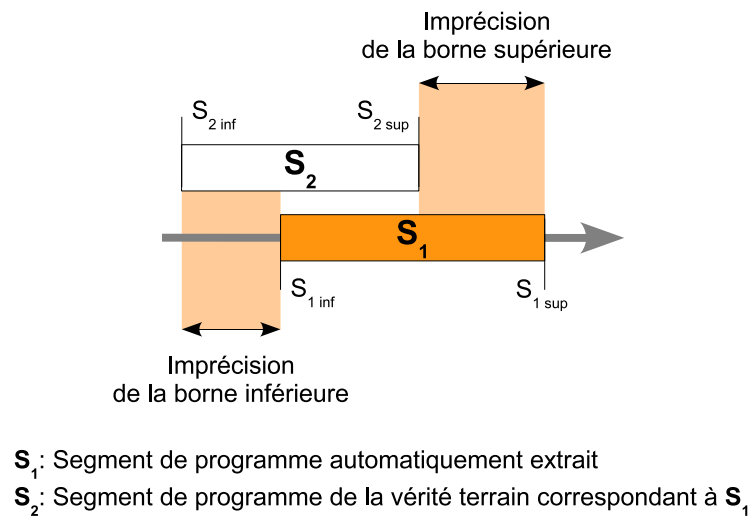 Imprécision
de la borne supérieure
S2 inf
S2 sup
S2
S1
S1 inf
S1 sup
Imprécision
de la borne inférieure
S1: Segment de programme automatiquement extrait
S2: Segment de programme de la vérité terrain correspondant à S1